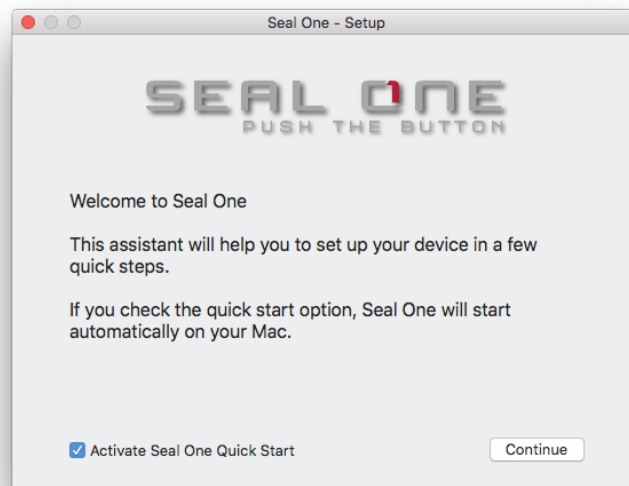 Seal One - Setup
SEAL ONE
PUSH THE BUTTON
Welcome to Seal One
This assistant will help you to set up your device in a few
quick steps.
If you check the quick start option, Seal One will start
automatically on your Mac.
Activate Seal One Quick Start
Continue